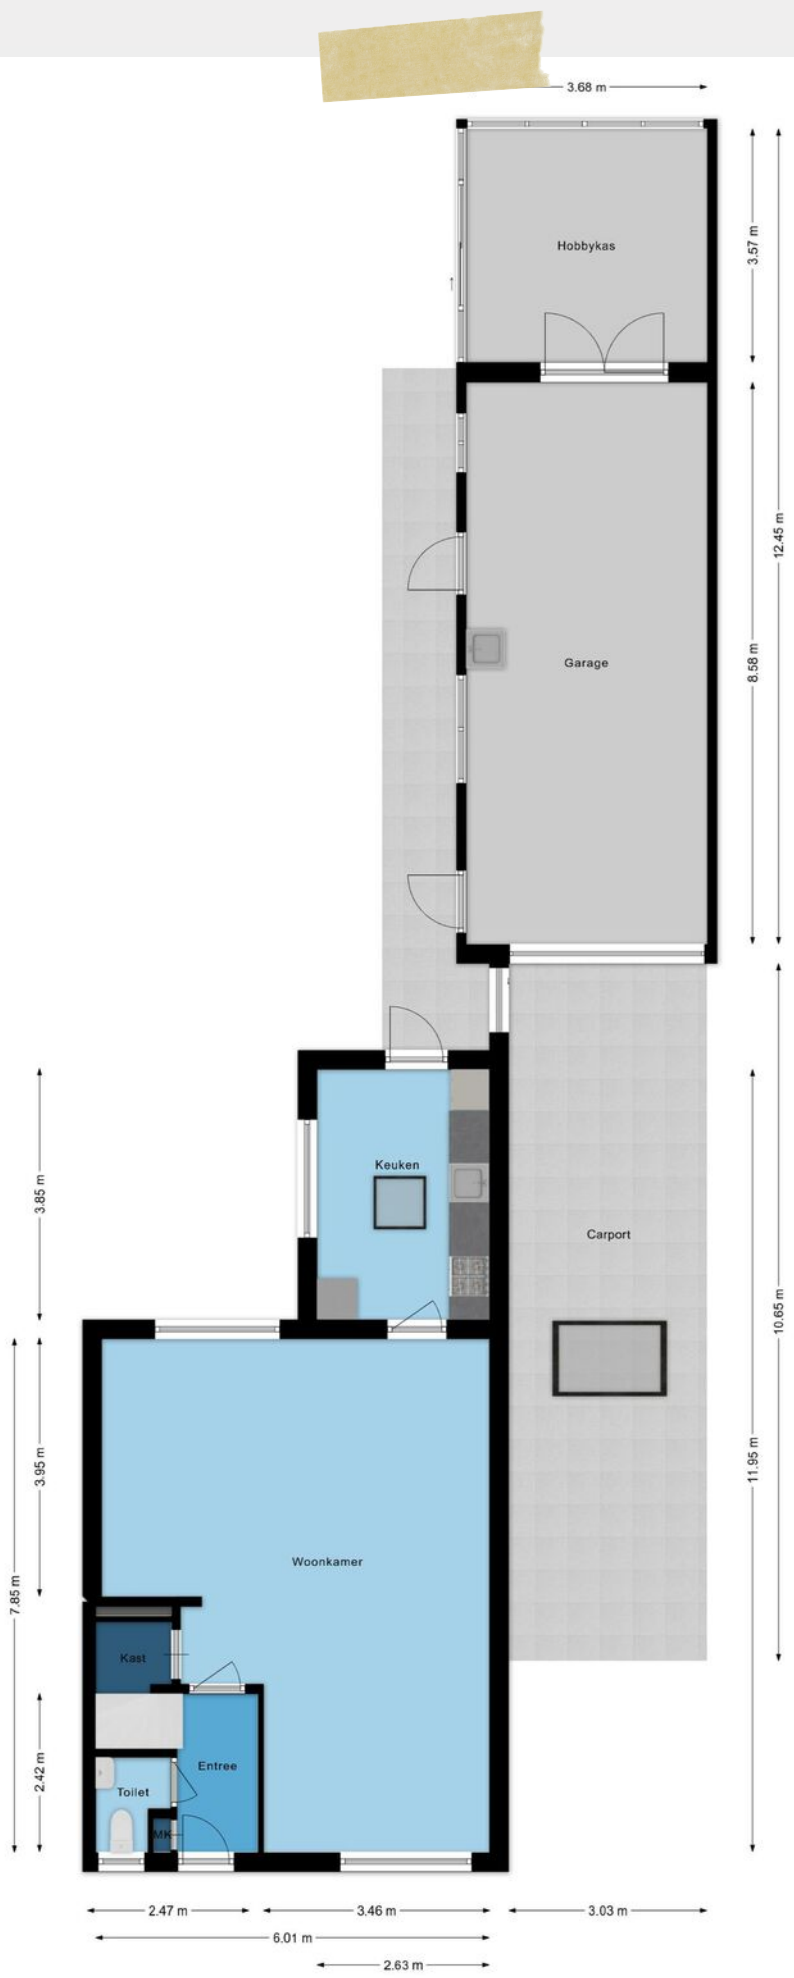 3.68 m
Hobbykas
3.57 m
12.45 m
Garage
8.58 m
Keuken
3.85 m
Carport
10.65 m
3.95 m
11.95 m
Woonkamer
7.85 m
Kast
Entree
2.42 m
Toilet
MK
2.47 m
3.46 m
3.03 m
6.01 m
2.63 m